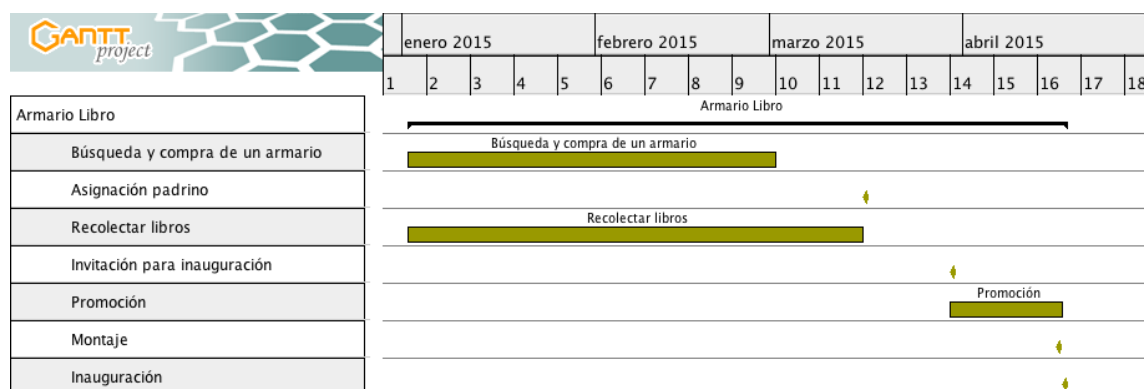 GANTT
project
enero 2015 febrero 2015 marzo 2015 abril 2015
1 2 3 4 5 6 7 8 9 10 11 12 13 14 15 16 17 18
Armario Libro
Armario Libro
Búsqueda y compra de un armario
Búsqueda y compra de un armario
Asignación padrino
Recolectar libros
Recolectar libros
Invitación para inauguración
Promoción
Promoción
Montaje
Inauguración